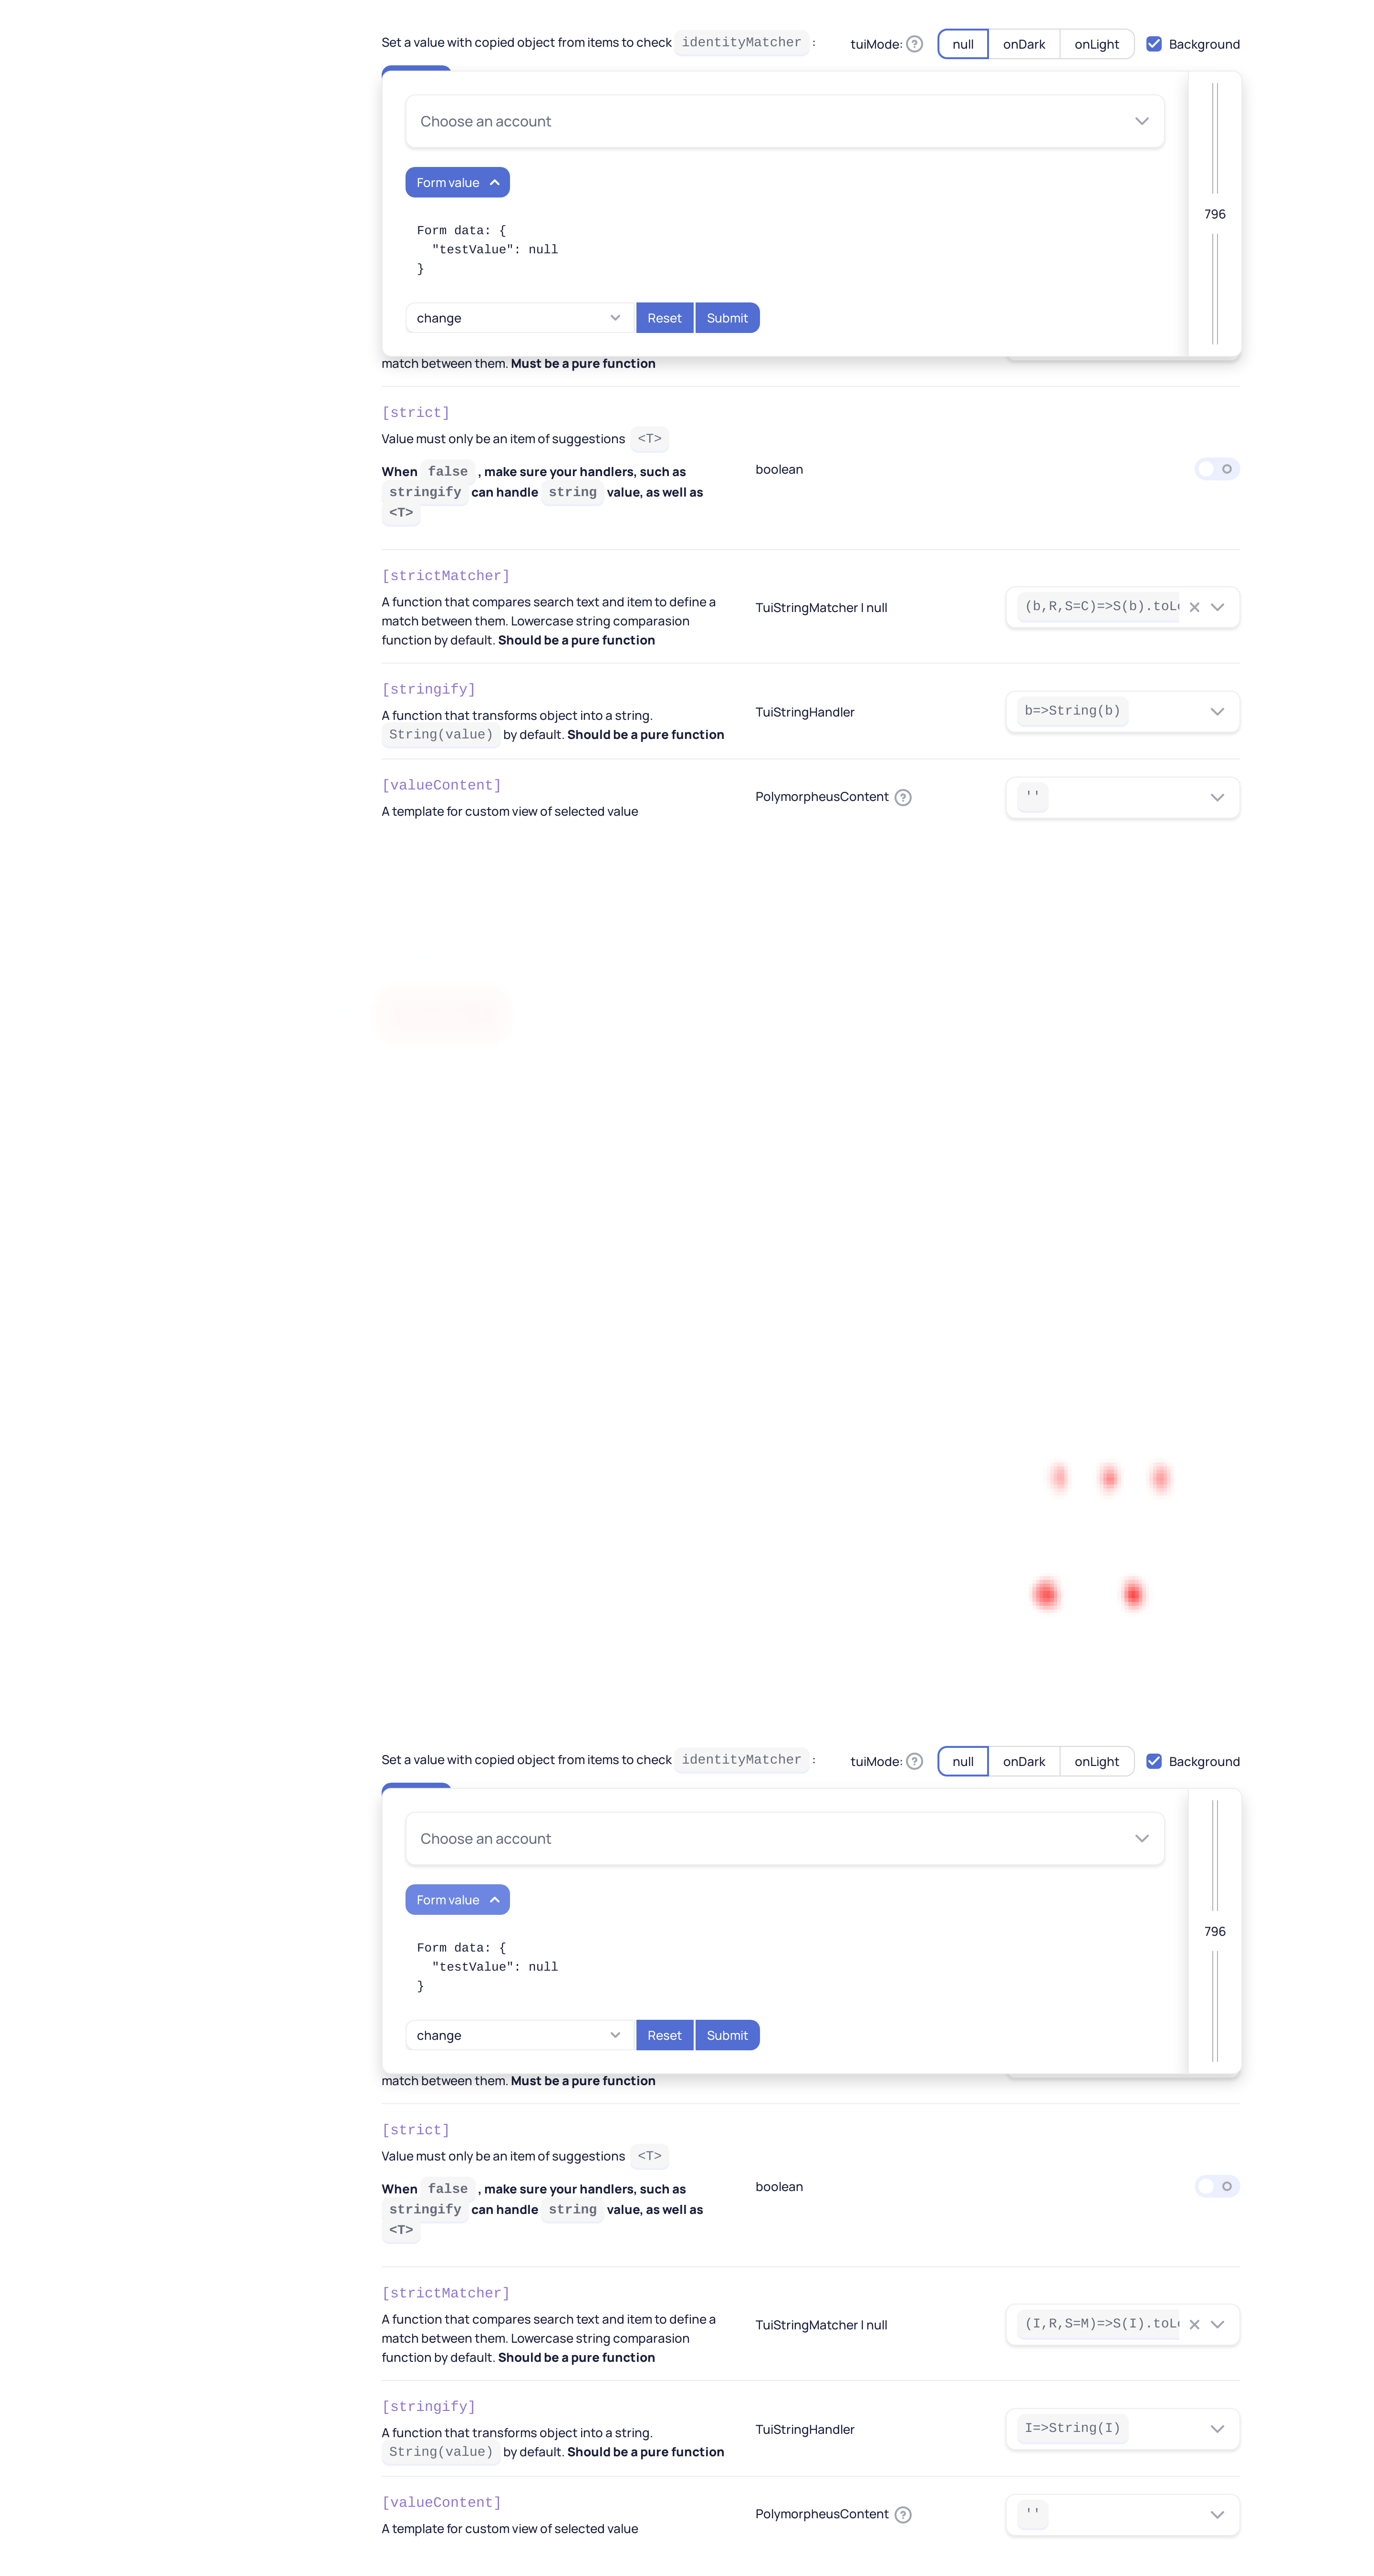 Set a value with copied object from items to check identityMatcher :
tuiMode: null onDark onLight Background
Choose an account
Form value
796
Form data: {
"testValue": null
}
change Reset Submit
match between them. Must be a pure function
[strict]
Value must only be an item of suggestions <T>
When false , make sure your handlers, such as
stringify can handle string value, as well as
<T>
boolean
[strictMatcher]
A function that compares search text and item to define a
match between them. Lowercase string comparasion
function by default. Should be a pure function
TuiStringMatcher | null
(b,R,S=C)=>S(b).toL
[stringify]
A function that transforms object into a string.
String(value) by default. Should be a pure function
TuiStringHandler
b=>String(b)
[valueContent]
A template for custom view of selected value
PolymorpheusContent
''
Set a value with copied object from items to check identityMatcher :
tuiMode: null onDark onLight Background
Choose an account
Form value
796
Form data: {
"testValue": null
}
change Reset Submit
match between them. Must be a pure function
[strict]
Value must only be an item of suggestions <T>
When false , make sure your handlers, such as
stringify can handle string value, as well as
<T>
boolean
[strictMatcher]
A function that compares search text and item to define a
match between them. Lowercase string comparasion
function by default. Should be a pure function
TuiStringMatcher | null
(I,R,S=M)=>S(I).toL
[stringify]
A function that transforms object into a string.
String(value) by default. Should be a pure function
TuiStringHandler
I=>String(I)
[valueContent]
A template for custom view of selected value
PolymorpheusContent
''